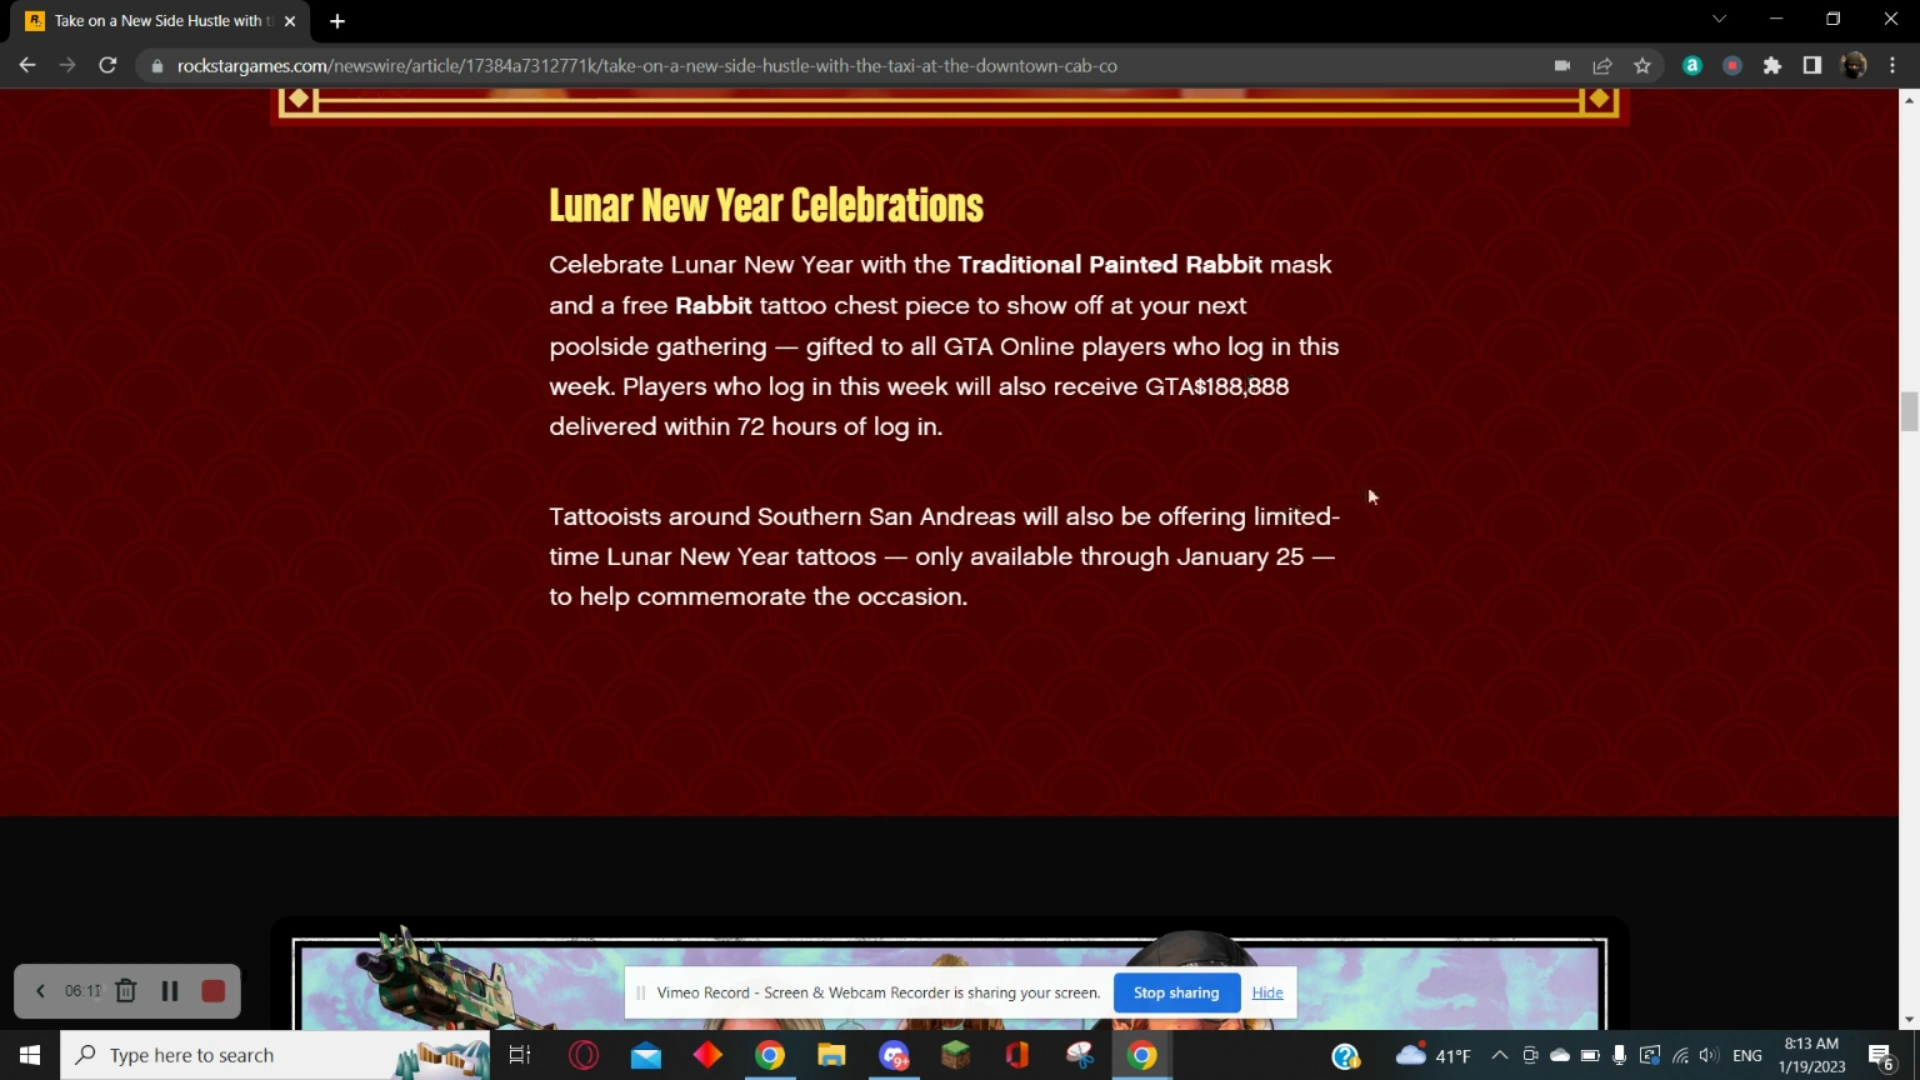 Take on a New Side Hustle with t
rockstargames.com/newswire/article/17384a7312771k/take-on-a-new-side-hustle-with-the-taxi-at-the-downtown-cab-co
Lunar New Year Celebrations
Celebrate Lunar New Year with the Traditional Painted Rabbit mask
and a free Rabbit tattoo chest piece to show off at your next
poolside gathering — gifted to all GTA Online players who log in this
week. Players who log in this week will also receive GTA$188,888
delivered within 72 hours of log in.
Tattooists around Southern San Andreas will also be offering limited-
time Lunar New Year tattoos — only available through January 25 —
to help commemorate the occasion.
06:11
Vimeo Record - Screen & Webcam Recorder is sharing your screen.
Stop sharing
Hide
Type here to search
9+
41°F
ENG
8:13 AM
1/19/2023
6